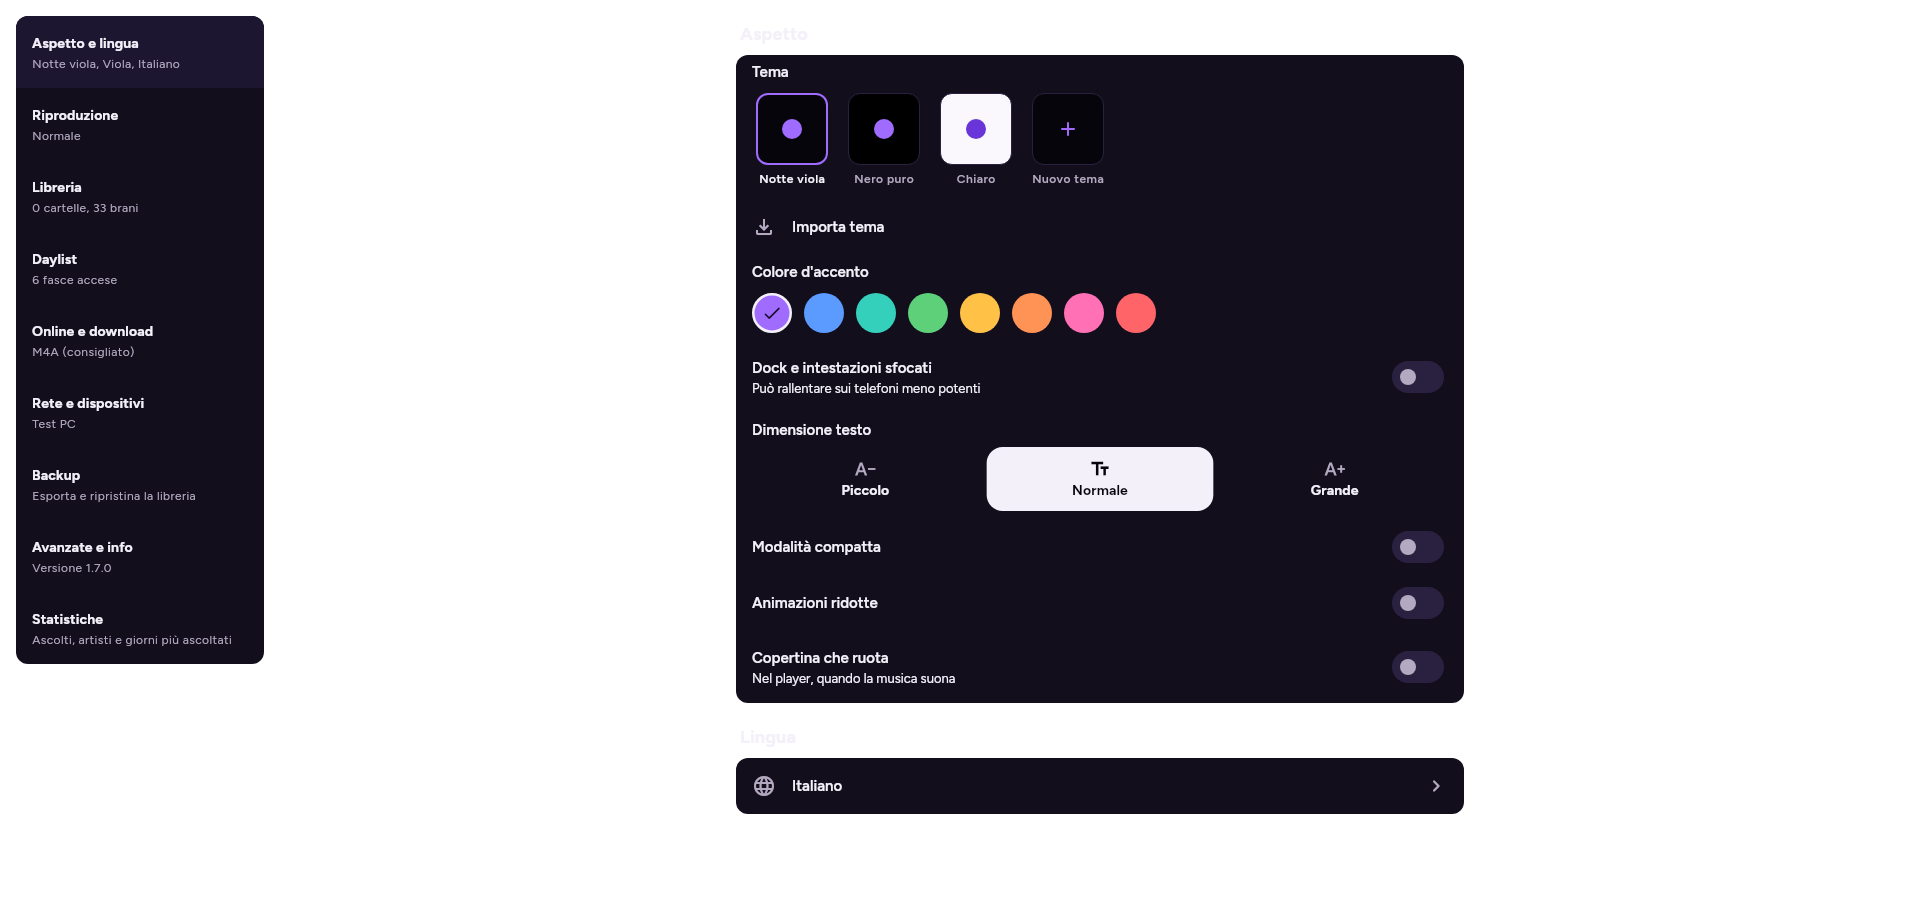 Aspetto e lingua
Notte viola, Viola, Italiano
Riproduzione
Normale
Libreria
0 cartelle, 33 brani
Daylist
6 fasce accese
Online e download
M4A (consigliato)
Rete e dispositivi
Test PC
Backup
Esporta e ripristina la libreria
Avanzate e info
Versione 1.7.0
Statistiche
Ascolti, artisti e giorni più ascoltati
Aspetto
Tema
Notte viola
Nero puro
Chiaro
Nuovo tema
Importa tema
Colore d'accento
Dock e intestazioni sfocati
Può rallentare sui telefoni meno potenti
Dimensione testo
A-
Piccolo
TT
Normale
A+
Grande
Modalità compatta
Animazioni ridotte
Copertina che ruota
Nel player, quando la musica suona
Lingua
Italiano